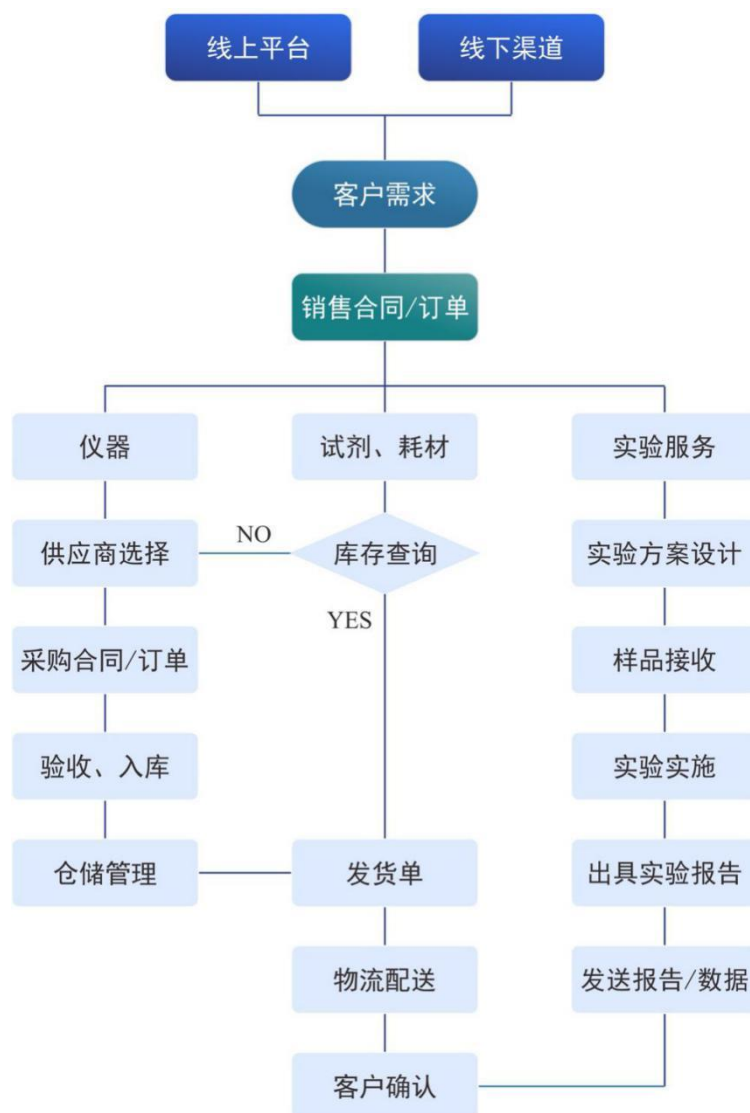 线上平台
线下渠道
客户需求
销售合同/订单
仪器
试剂、耗材
实验服务
供应商选择
NO
库存查询
实验方案设计
YES
采购合同/订单
样品接收
验收、入库
实验实施
仓储管理
发货单
出具实验报告
物流配送
发送报告/数据
客户确认